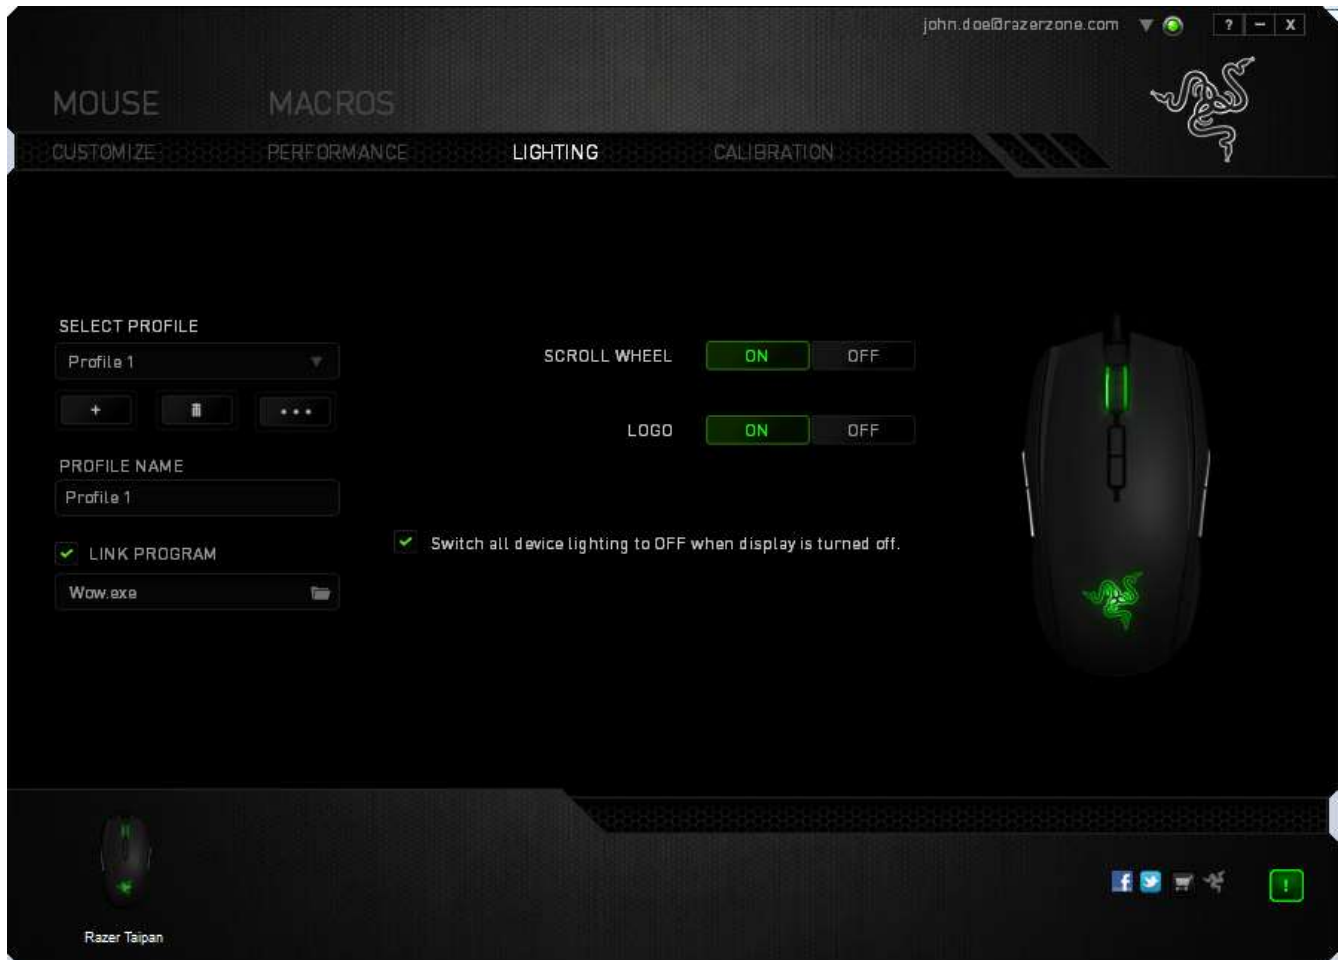 john.doe@razerzone.com ? – X
MOUSE MACROS
CUSTOMIZE PERFORMANCE LIGHTING CALIBRATION
SELECT PROFILE
Profile 1
+ •••
PROFILE NAME
Profile 1
LINK PROGRAM
Wow.exe
SCROLL WHEEL ON OFF
LOGO ON OFF
Switch all device lighting to OFF when display is turned off.
Razer Taipan
f !